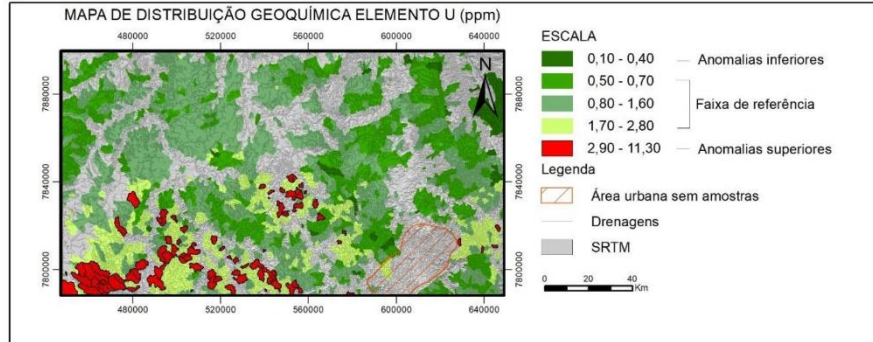 MAPA DE DISTRIBUIÇÃO GEOQUÍMICA ELEMENTO U (ppm)
480000 520000 560000 600000 640000
N
7880000 7880000
7840000 7840000
7800000 7800000
480000 520000 560000 600000 640000
ESCALA
0,10 - 0,40 Anomalias inferiores
0,50 - 0,70
0,80 - 1,60 Faixa de referência
1,70 - 2,80
2,90 - 11,30 Anomalias superiores
Legenda
Área urbana sem amostras
Drenagens
SRTM
0 20 40
Km